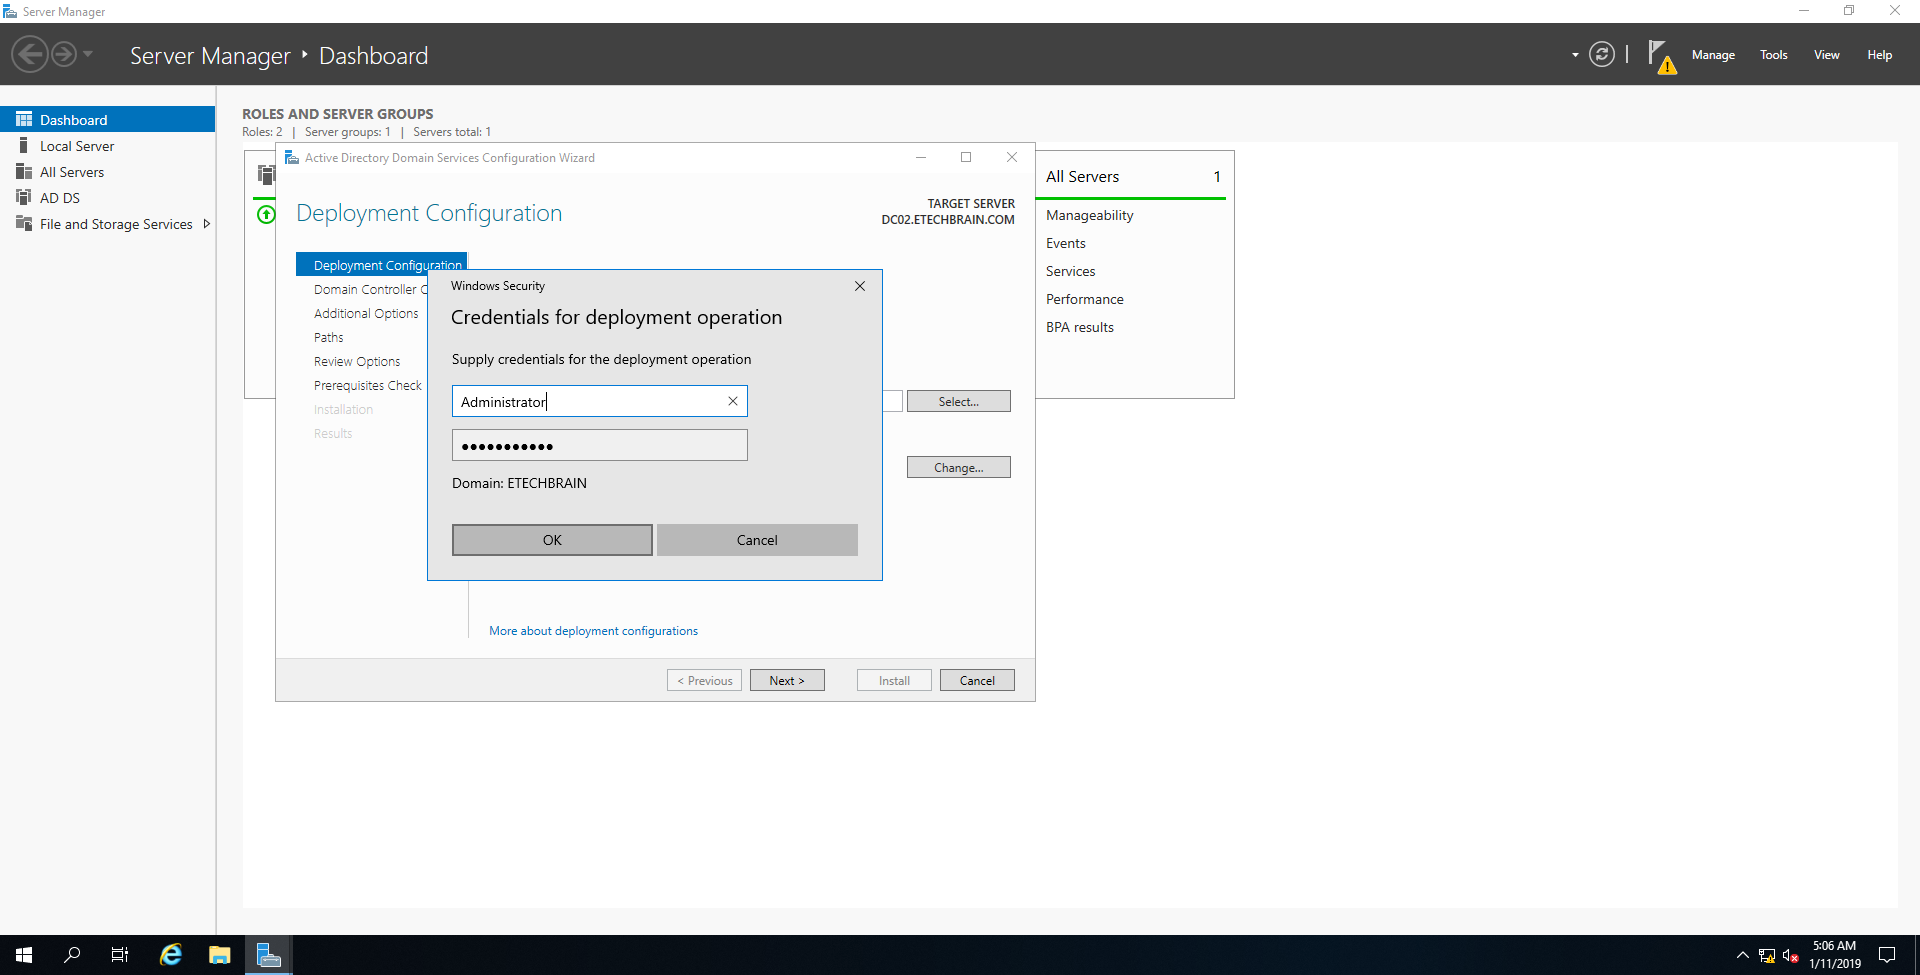 Server Manager
Server Manager ‣ Dashboard
Manage
Tools
View
Help
Dashboard
Local Server
All Servers
AD DS
File and Storage Services
ROLES AND SERVER GROUPS
Roles: 2 | Server groups: 1 | Servers total: 1
Active Directory Domain Services Configuration Wizard
Deployment Configuration
TARGET SERVER
DC02.ETECHBRAIN.COM
Deployment Configuration
Domain Controller
Additional Options
Paths
Review Options
Prerequisites Check
Installation
Results
Windows Security
Credentials for deployment operation
Supply credentials for the deployment operation
Administrator
●●●●●●●●●●●
Domain: ETECHBRAIN
OK
Cancel
Select...
Change...
More about deployment configurations
< Previous
Next >
Install
Cancel
All Servers
1
Manageability
Events
Services
Performance
BPA results
5:06 AM
1/11/2019